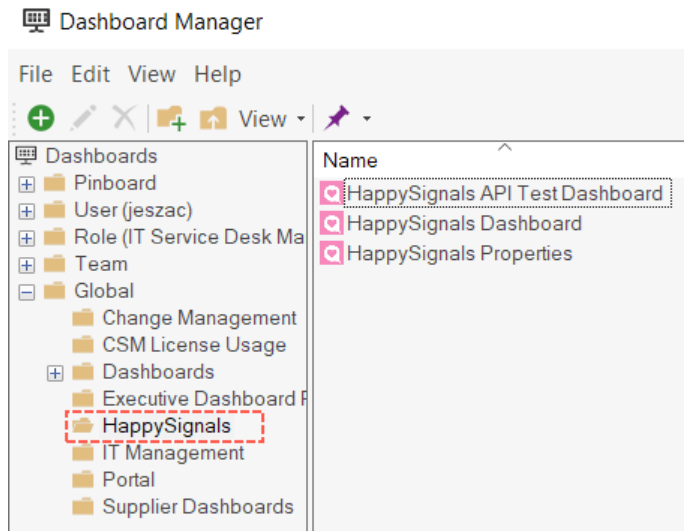 Dashboard Manager
File Edit View Help
View
Dashboards
Pinboard
User (jeszac)
Role (IT Service Desk Ma
Team
Global
Change Management
CSM License Usage
Dashboards
Executive Dashboard
HappySignals
IT Management
Portal
Supplier Dashboards
Name
HappySignals API Test Dashboard
HappySignals Dashboard
HappySignals Properties